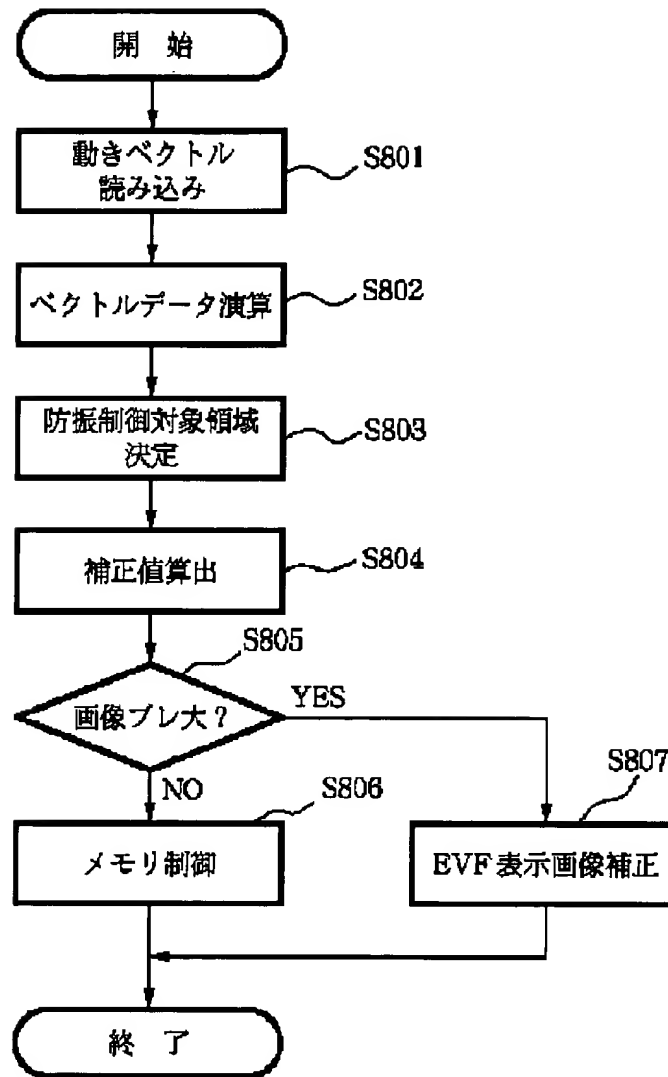 開 始
動きベクトル
読み込み
S801
ベクトルデータ演算
S802
防振制御対象領域
決定
S803
補正値算出
S804
S805
画像ブレ大？
YES
NO
S806
S807
メモリ制御
EVF表示画像補正
終 了